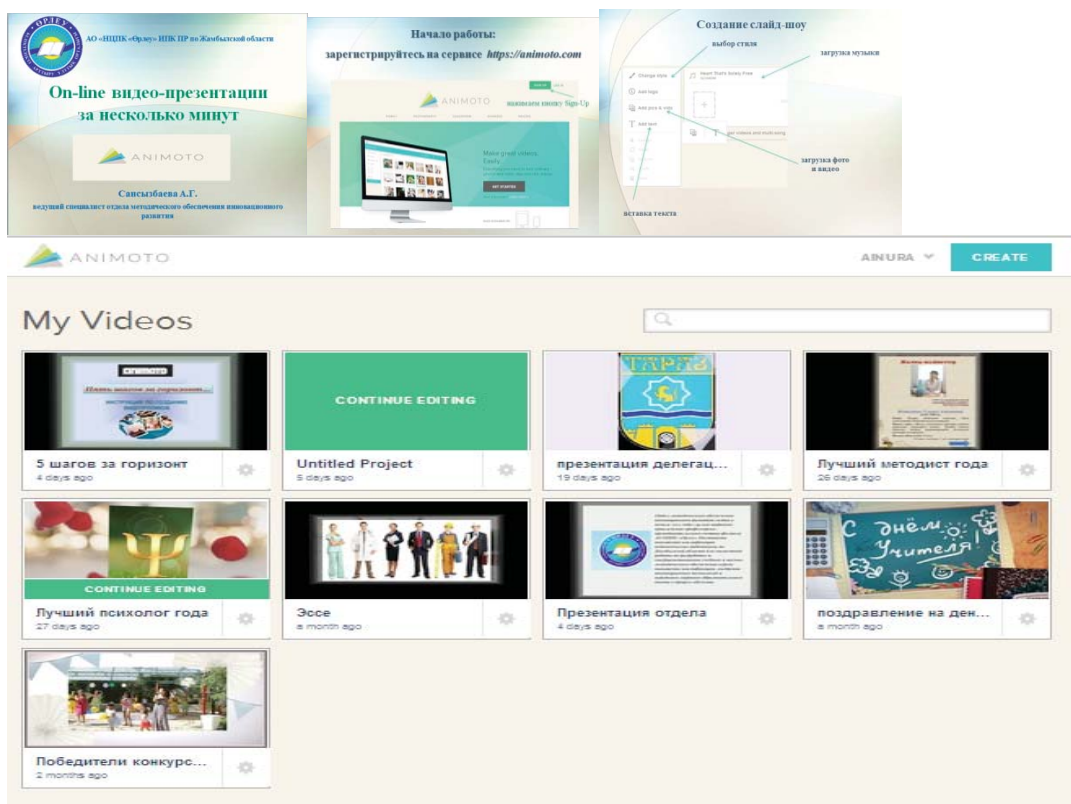 ӨРЛЕУ
АО «НЦПК «Өрлеу» ИПК ПР по Жамбылской области
On-line видео-презентации
за несколько минут
ANIMOTO
Сансызбаева А.Г.
ведущий специалист отдела методического обеспечения инновационного
развития
Начало работы:
зарегистрируйтесь на сервисе https://animoto.com
ANIMOTO
нажимаем кнопку Sign-Up
Make great videos.
Easily.
GET STARTED
Создание слайд-шоу
выбор стиля
загрузка музыки
Change style
Add logo
Add pics & vids
Add text
загрузка фото
и видео
вставка текста
ANIMOTO
AINURA
CREATE
My Videos
CONTINUE EDITING
ТАРАЗ
5 шагов за горизонт
4 days ago
Untitled Project
5 days ago
презентация делегац...
19 days ago
Лучший методист года
26 days ago
CONTINUE EDITING
С днём
Учителя!
Лучший психолог года
27 days ago
Эссе
a month ago
Презентация отдела
4 days ago
поздравление на ден...
a month ago
Победители конкурс...
2 months ago